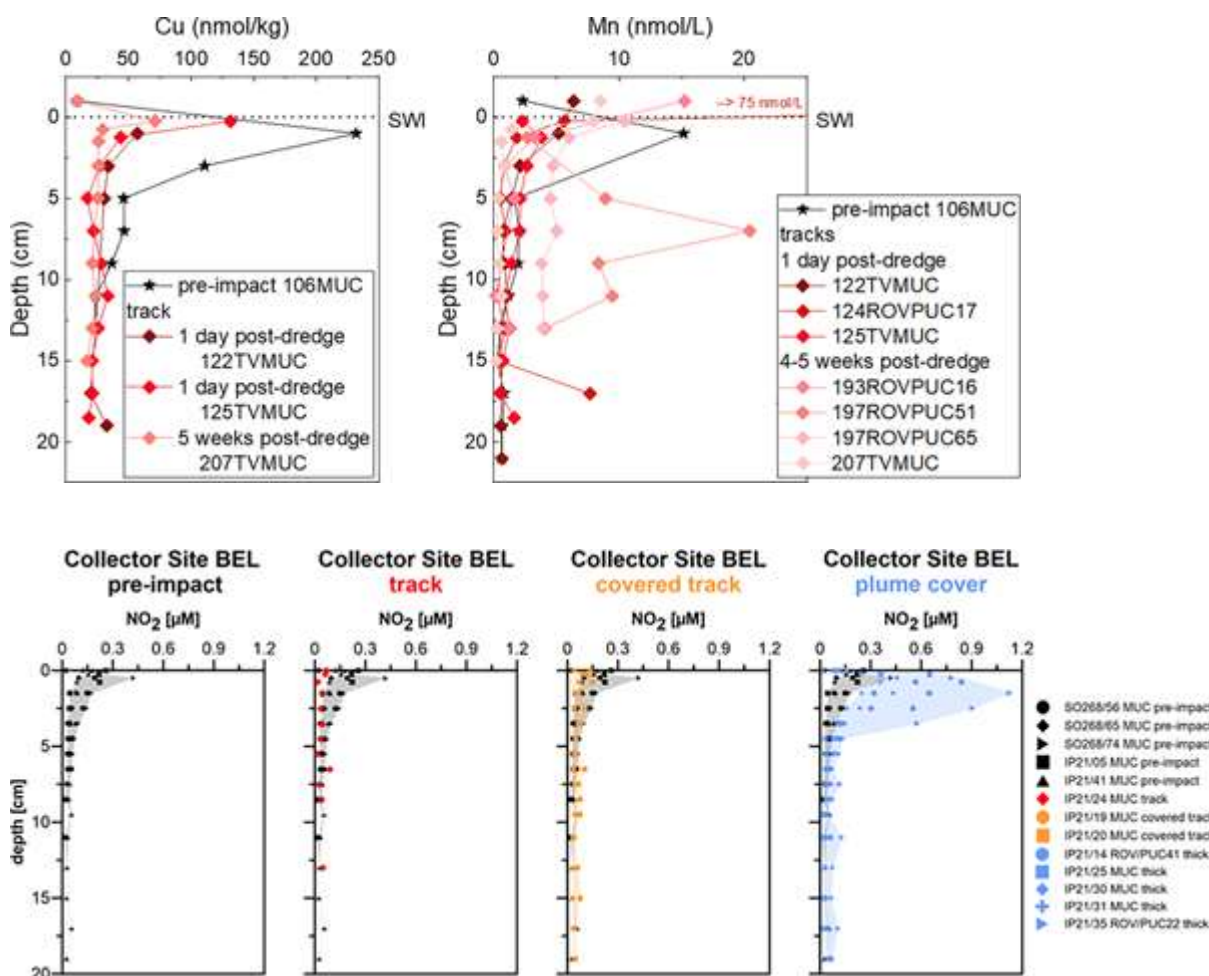 Cu (nmol/kg)
0 50 100 150 200 250
Depth (cm)
0
5
10
15
20
SWI
pre-impact 106MUC
track
1 day post-dredge
122TVMUC
1 day post-dredge
125TVMUC
5 weeks post-dredge
207TVMUC
Mn (nmol/L)
0 10 20
--> 75 nmol/L
Depth (cm)
0
5
10
15
20
SWI
pre-impact 106MUC
tracks
1 day post-dredge
122TVMUC
124ROVPUC17
125TVMUC
4-5 weeks post-dredge
193ROVPUC16
197ROVPUC51
197ROVPUC65
207TVMUC
Collector Site BEL
pre-impact
NO2 [µM]
0 0.3 0.6 0.9 1.2
depth [cm]
0
5
10
15
20
Collector Site BEL
track
NO2 [µM]
0 0.3 0.6 0.9 1.2
Collector Site BEL
covered track
NO2 [µM]
0 0.3 0.6 0.9 1.2
Collector Site BEL
plume cover
NO2 [µM]
0 0.3 0.6 0.9 1.2
SO268/56 MUC pre-impact
SO268/65 MUC pre-impact
SO268/74 MUC pre-impact
IP21/05 MUC pre-impact
IP21/41 MUC pre-impact
IP21/24 MUC track
IP21/19 MUC covered track
IP21/20 MUC covered track
IP21/14 ROV/PUC41 thick
IP21/25 MUC thick
IP21/30 MUC thick
IP21/31 MUC thick
IP21/35 ROV/PUC22 thick